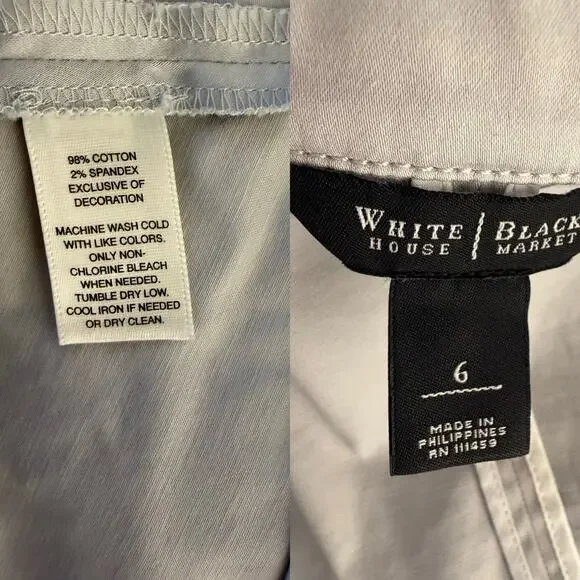 98% COTTON
2% SPANDEX
EXCLUSIVE OF
DECORATION
MACHINE WASH COLD
WITH LIKE COLORS.
ONLY NON-
CHLORINE BLEACH
WHEN NEEDED.
TUMBLE DRY LOW.
COOL IRON IF NEEDED
OR DRY CLEAN.
WHITE BLACK
HOUSE MARKET
6
MADE IN
PHILIPPINES
RN 111459